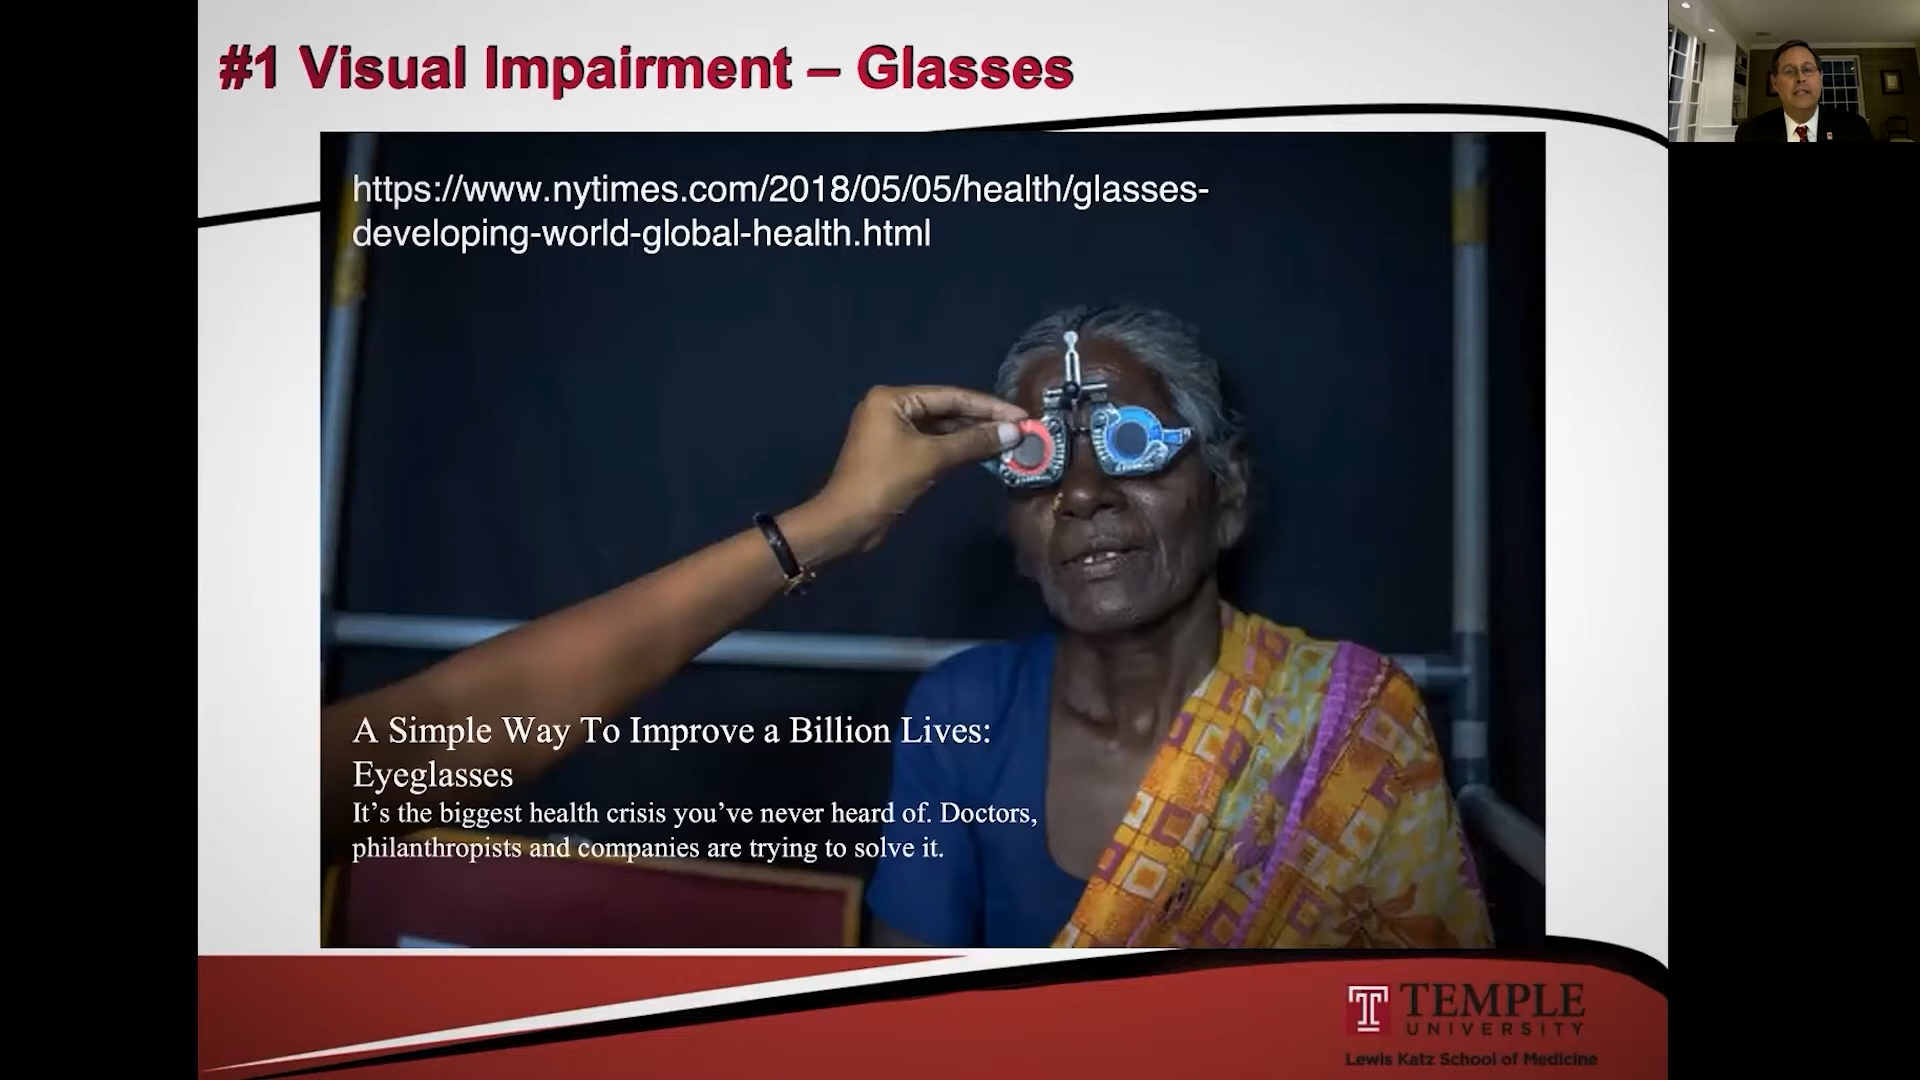 #1 Visual Impairment – Glasses
https://www.nytimes.com/2018/05/05/health/glasses-
developing-world-global-health.html
A Simple Way To Improve a Billion Lives:
Eyeglasses
It’s the biggest health crisis you’ve never heard of. Doctors,
philanthropists and companies are trying to solve it.
TEMPLE
UNIVERSITY
Lewis Katz School of Medicine